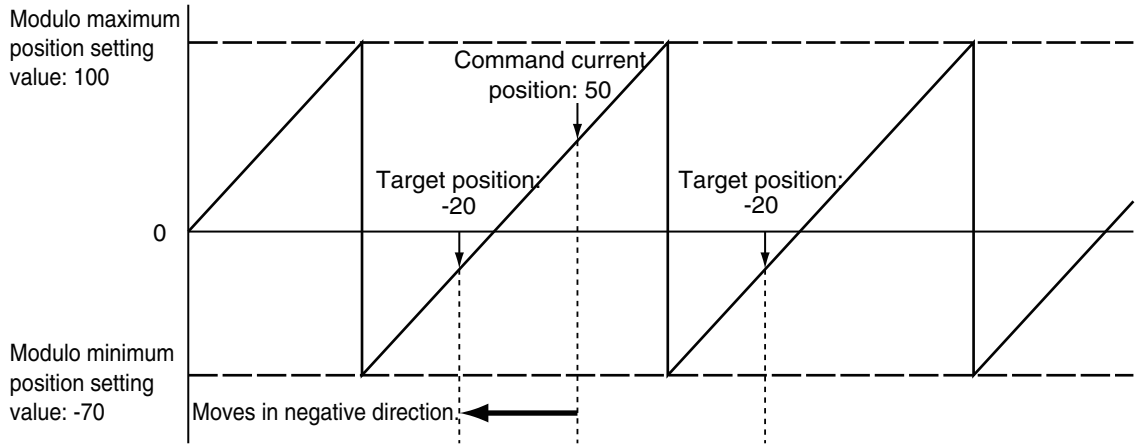 Modulo maximum
position setting
value: 100
Command current
position: 50
Target position:
-20
Target position:
-20
0
Modulo minimum
position setting
value: -70
Moves in negative direction.